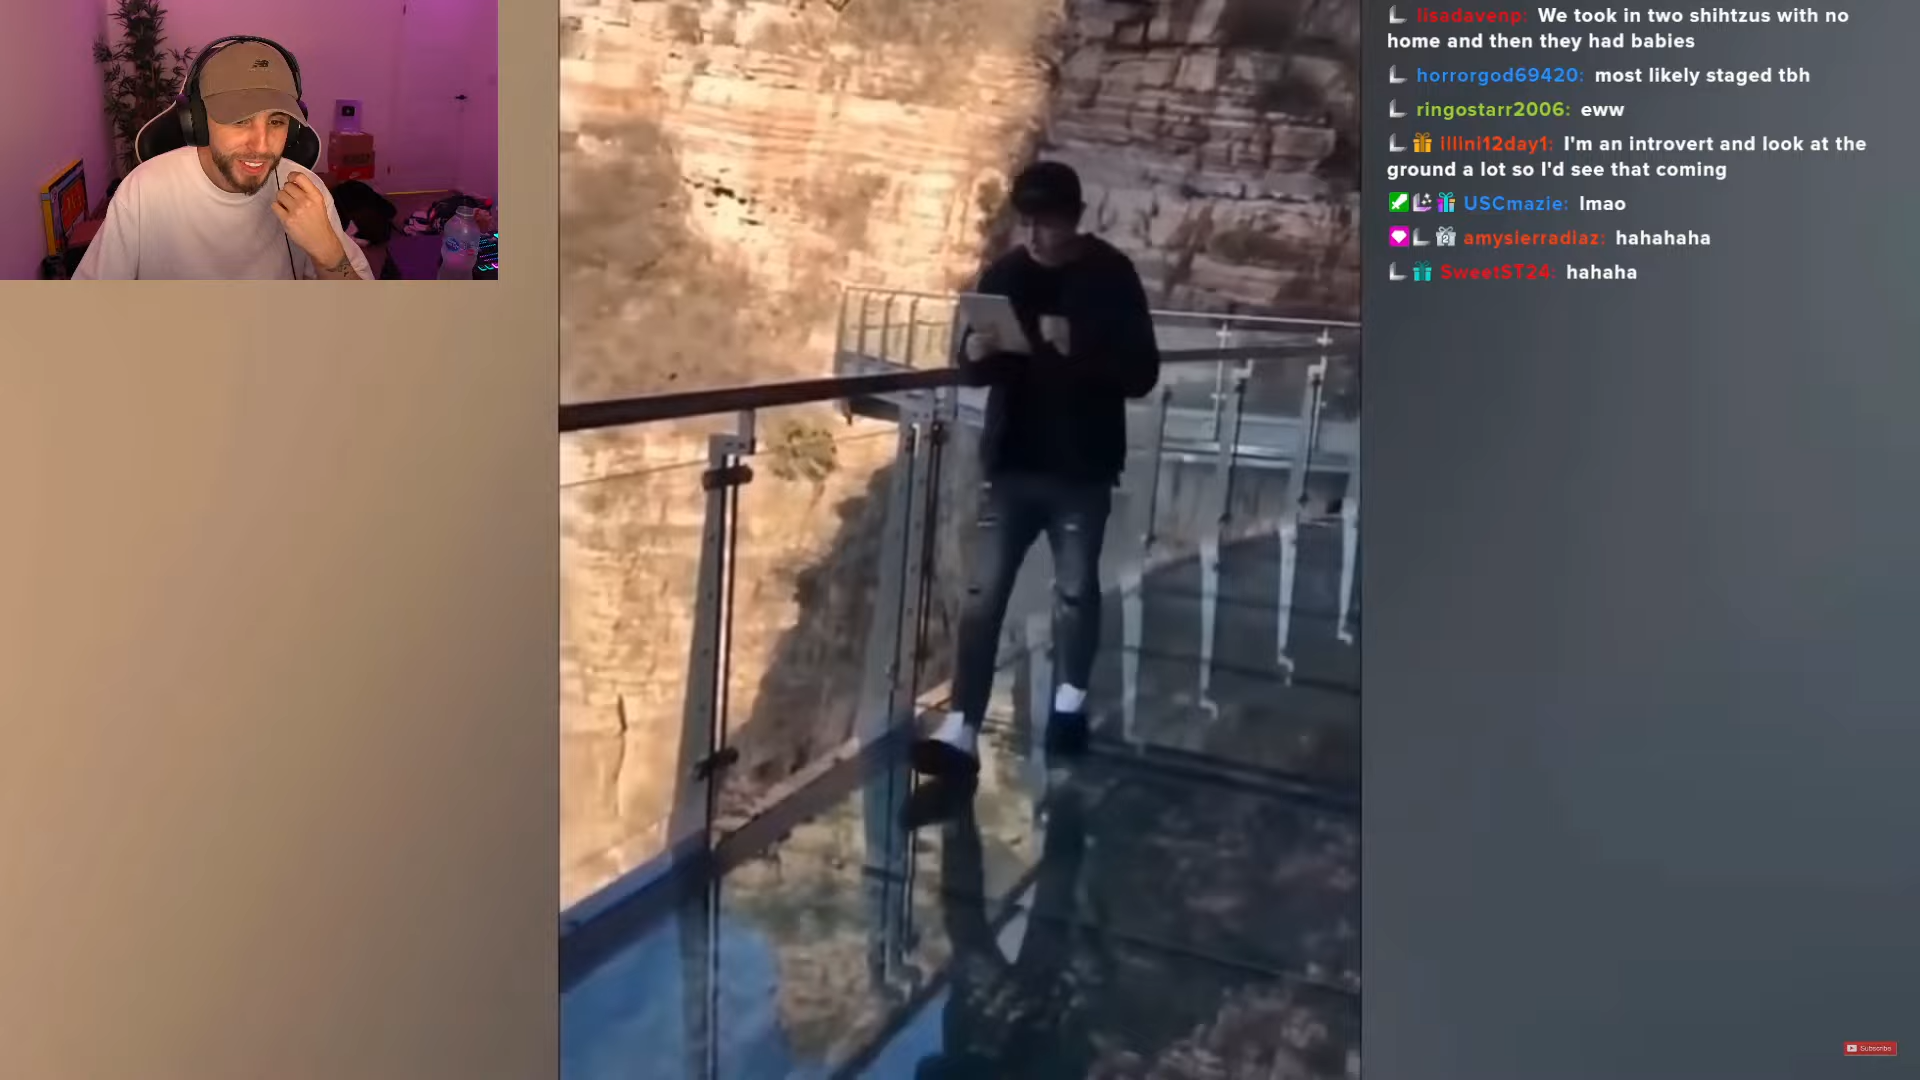 lisadavenp: We took in two shihtzus with no
home and then they had babies
horrorgod69420: most likely staged tbh
ringostarr2006: eww
illini12day1: I'm an introvert and look at the
ground a lot so I'd see that coming
USCmazie: lmao
amysierradiaz: hahahaha
SweetST24: hahaha
Subscribe